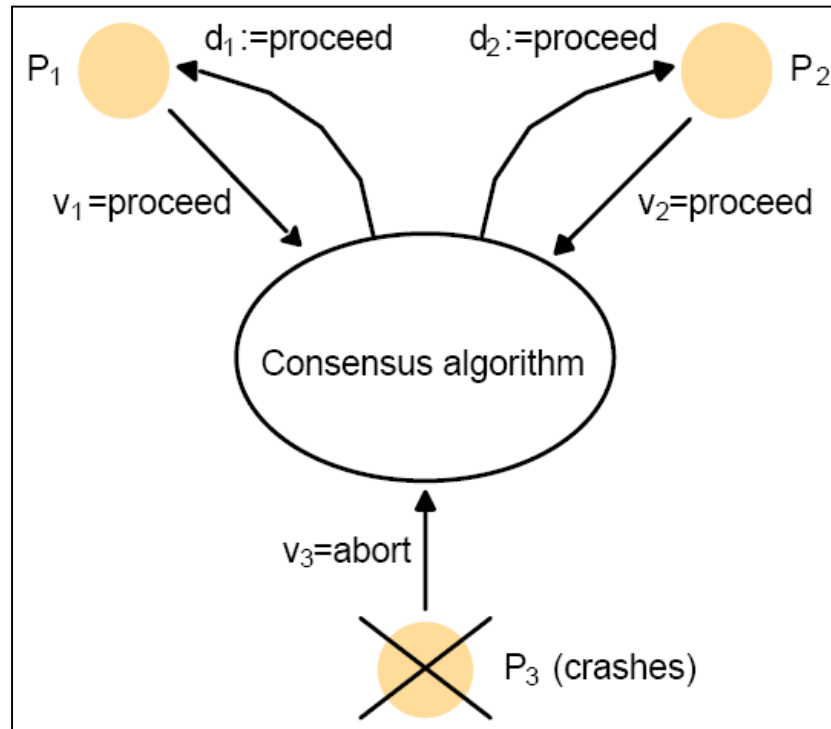 d₁:=proceed
d₂:=proceed
P₁
P₂
v₁=proceed
v₂=proceed
Consensus algorithm
v₃=abort
P₃ (crashes)